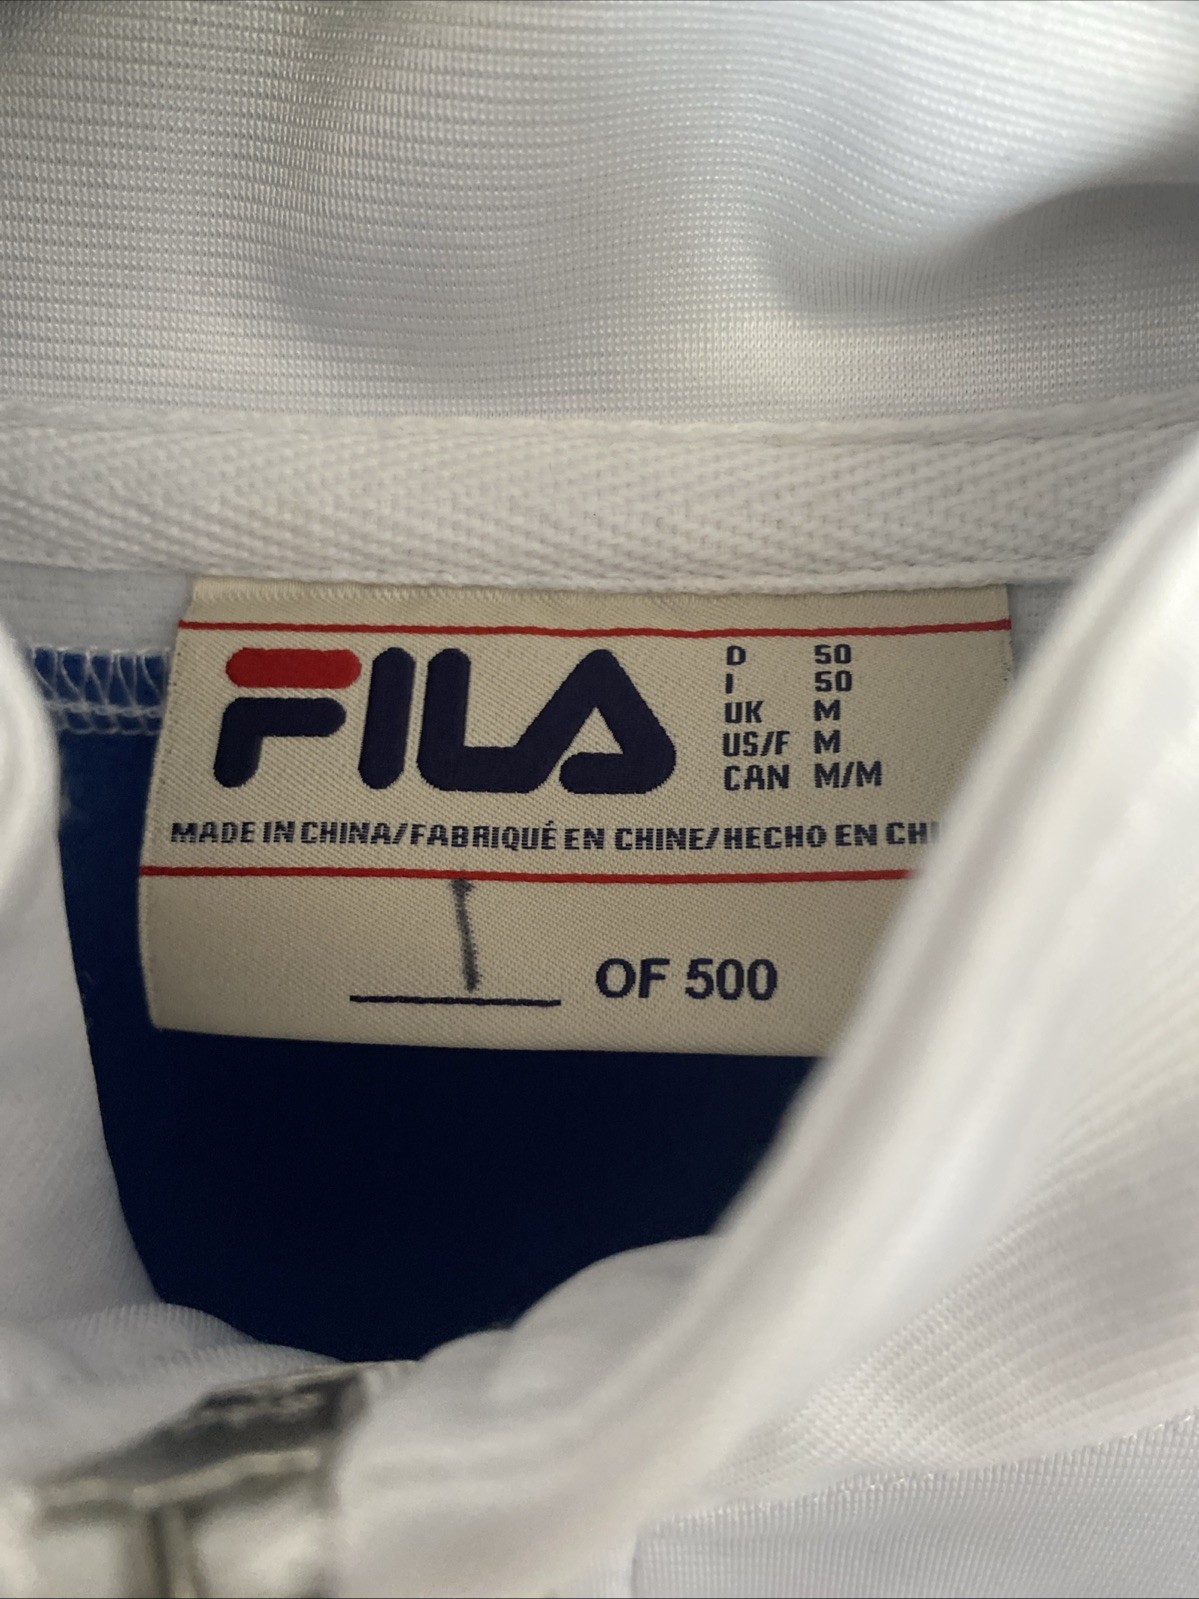 FILA
D 50
I 50
UK M
US/F M
CAN M/M
MADE IN CHINA/FABRIQUÉ EN CHINE/HECHO EN CHI
1 OF 500